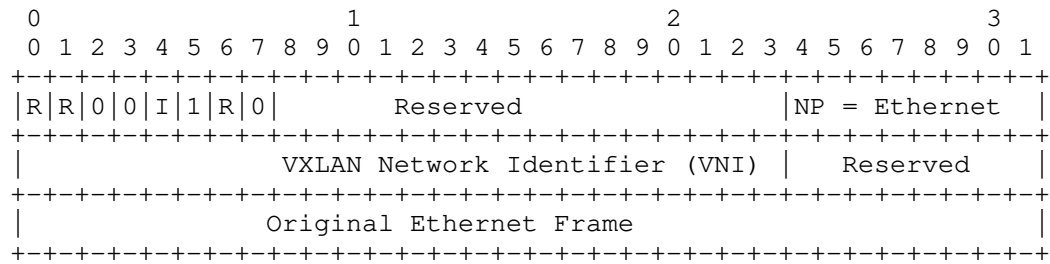 0                   1                   2                   3
 0 1 2 3 4 5 6 7 8 9 0 1 2 3 4 5 6 7 8 9 0 1 2 3 4 5 6 7 8 9 0 1
+-+-+-+-+-+-+-+-+-+-+-+-+-+-+-+-+-+-+-+-+-+-+-+-+-+-+-+-+-+-+-+-+
|R|R|0|0|I|1|R|0|       Reserved                |NP = Ethernet  |
+-+-+-+-+-+-+-+-+-+-+-+-+-+-+-+-+-+-+-+-+-+-+-+-+-+-+-+-+-+-+-+-+
|                VXLAN Network Identifier (VNI) |   Reserved    |
+-+-+-+-+-+-+-+-+-+-+-+-+-+-+-+-+-+-+-+-+-+-+-+-+-+-+-+-+-+-+-+-+
|               Original Ethernet Frame                         |
+-+-+-+-+-+-+-+-+-+-+-+-+-+-+-+-+-+-+-+-+-+-+-+-+-+-+-+-+-+-+-+-+